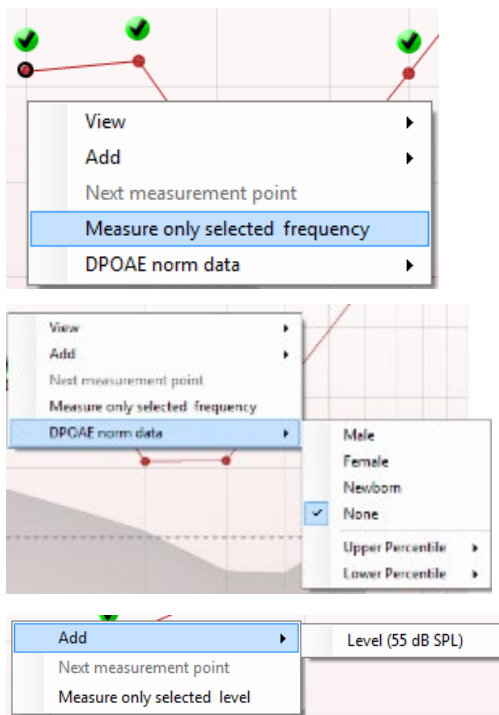 View
Add
Next measurement point
Measure only selected frequency
DPOAE norm data
View
Add
Next measurement point
Measure only selected frequency
DPOAE norm data
Male
Female
Newborn
None
Upper Percentile
Lower Percentile
Add
Level (55 dB SPL)
Next measurement point
Measure only selected level